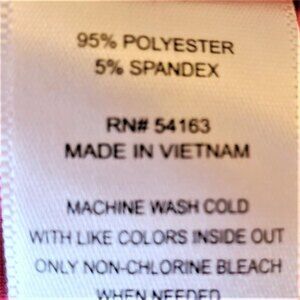 95% POLYESTER
5% SPANDEX
RN# 54163
MADE IN VIETNAM
MACHINE WASH COLD
WITH LIKE COLORS INSIDE OUT
ONLY NON-CHLORINE BLEACH
WHEN NEEDED